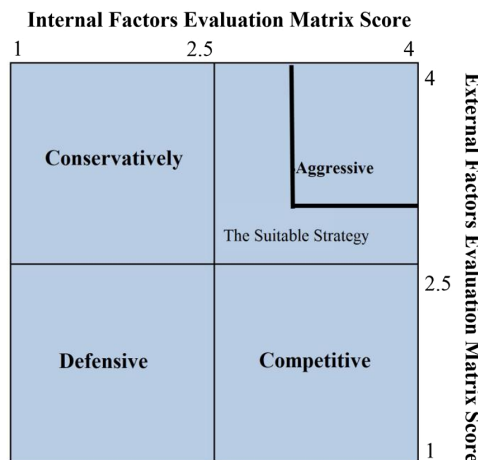 Internal Factors Evaluation Matrix Score
1 2.5 4
4
Conservatively
Aggressive
The Suitable Strategy
2.5
Defensive
Competitive
1
External Factors Evaluation Matrix Score